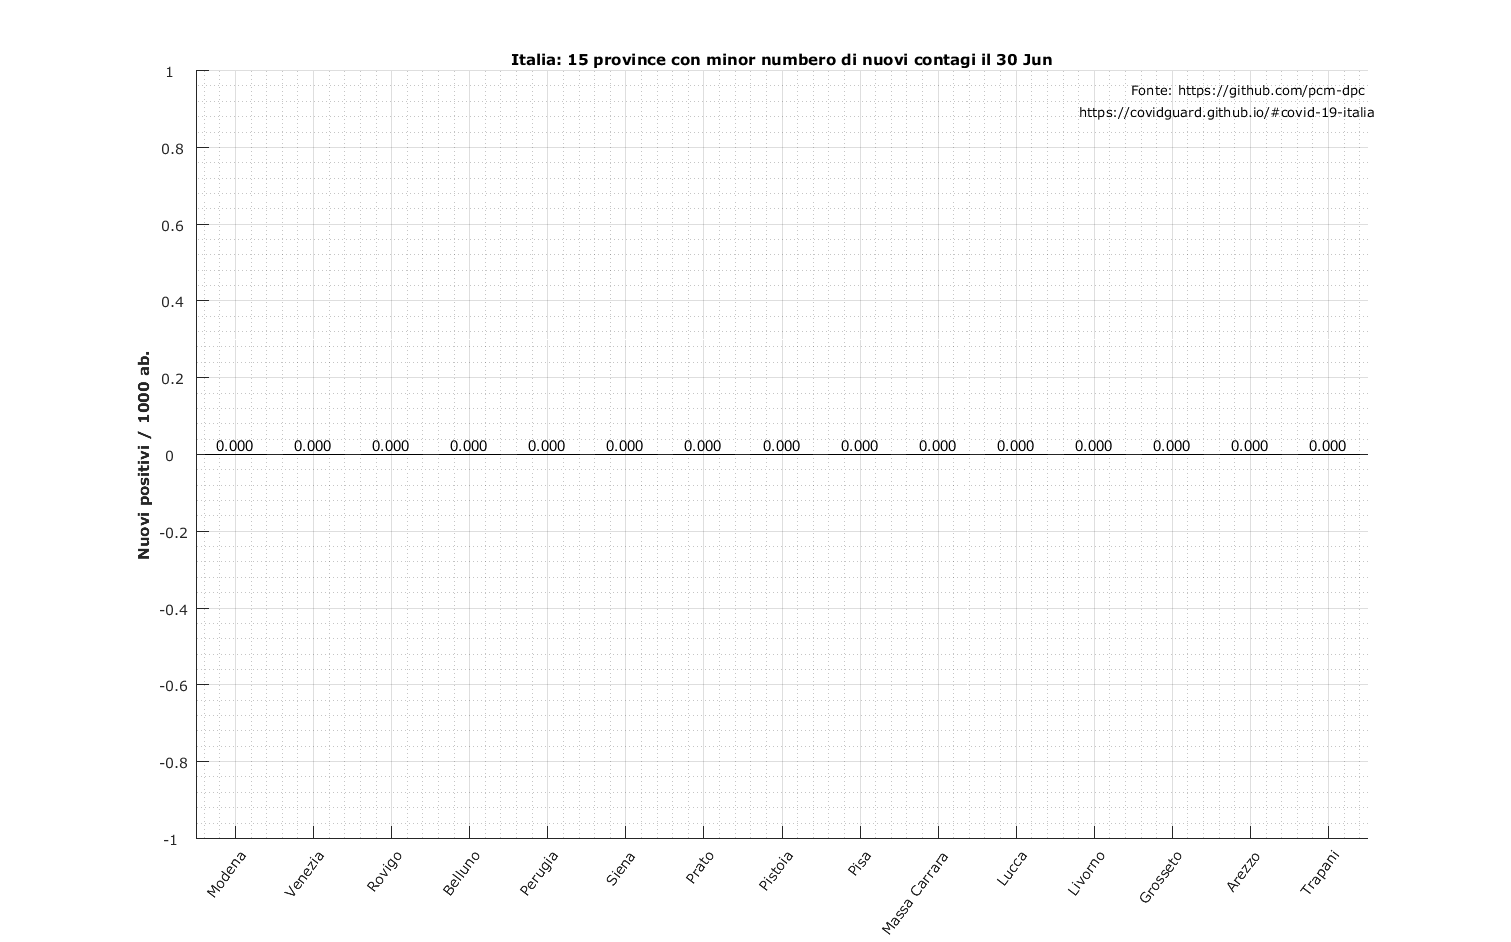 Italia: 15 province con minor numbero di nuovi contagi il 30 Jun
Fonte: https://github.com/pcm-dpc
https://covidguard.github.io/#covid-19-italia
Nuovi positivi / 1000 ab.
1
0.8
0.6
0.4
0.2
0
-0.2
-0.4
-0.6
-0.8
-1
0.000 0.000 0.000 0.000 0.000 0.000 0.000 0.000 0.000 0.000 0.000 0.000 0.000 0.000 0.000
Modena Venezia Rovigo Belluno Perugia Siena Prato Pistoia Pisa Massa Carrara Lucca Livorno Grosseto Arezzo Trapani